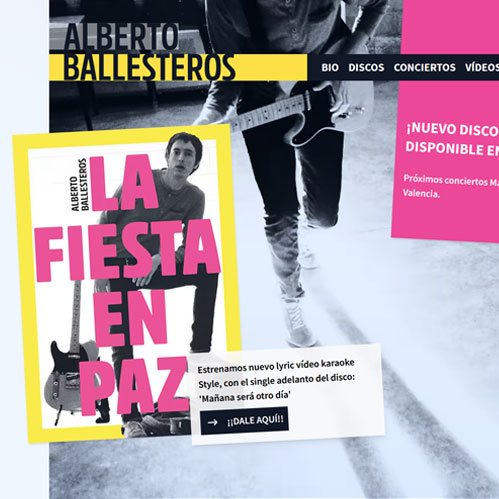 ALBERTO
BALLESTEROS
BIO DISCOS CONCIERTOS VÍDEOS
¡NUEVO DISCO
DISPONIBLE EN
Próximos conciertos
Valencia.
ALBERTO
BALLESTEROS
LA
FIESTA
EN
PAZ
Estrenamos nuevo lyric vídeo karaoke
Style, con el single adelanto del disco:
'Mañana será otro día'
→ ¡¡DALE AQUÍ!!